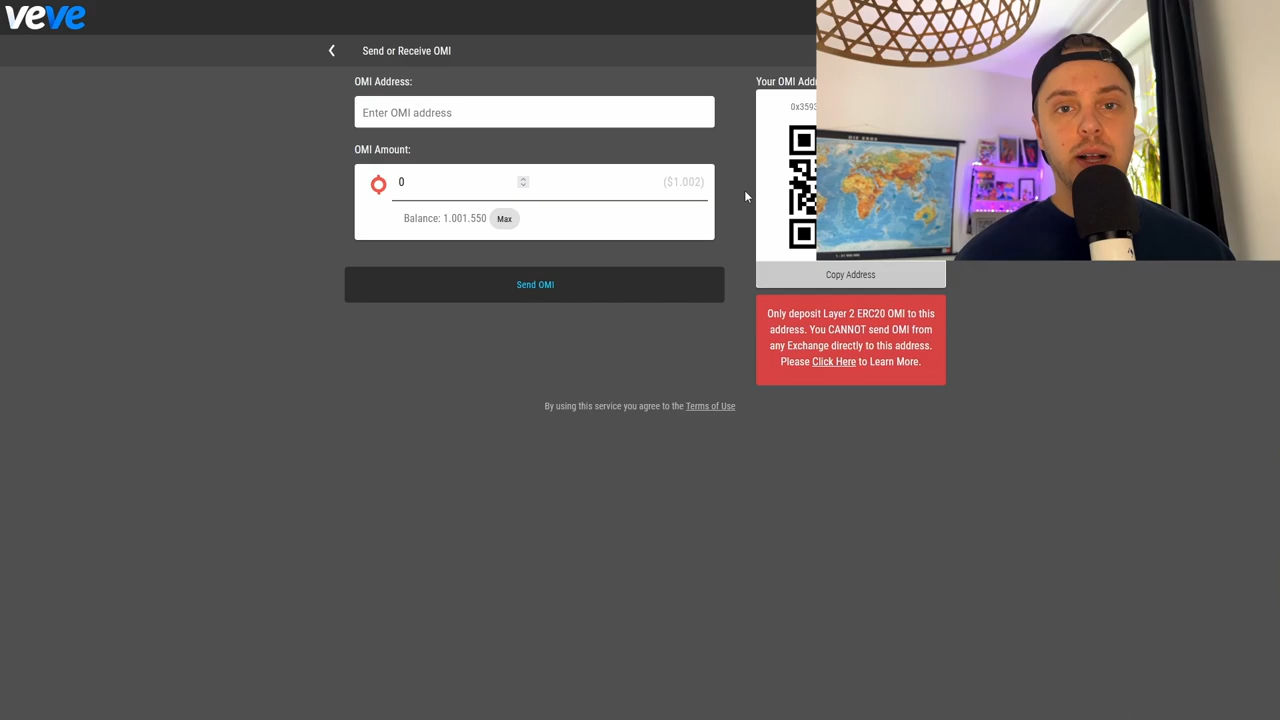 veve
Send or Receive OMI
OMI Address:
Enter OMI address
OMI Amount:
0
($1.002)
Balance: 1.001.550
Max
Send OMI
Your OMI
0x3593
Copy Address
Only deposit Layer 2 ERC20 OMI to this
address. You CANNOT send OMI from
any Exchange directly to this address.
Please Click Here to Learn More.
By using this service you agree to the Terms of Use